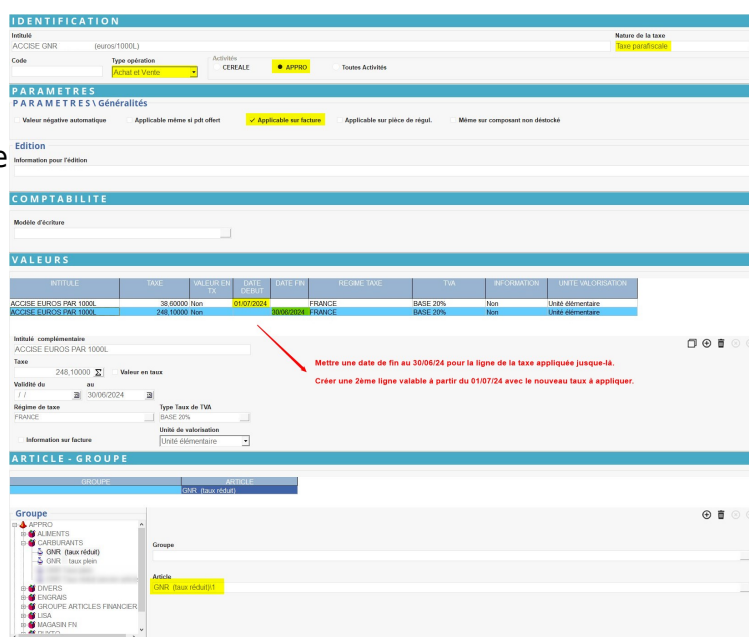 IDENTIFICATION
Intitulé Nature de la taxe
ACCISE GNR (euros/1000L) Taxe parafiscale
Code Type opération Activités
Achat et Vente CEREALE APPRO Toutes Activités
PARAMETRES
PARAMETRES \ Généralités
Valeur négative automatique Applicable même si pdt offert Applicable sur facture Applicable sur pièce de régul. Même sur composant non déstocké
e
Edition
Information pour l'édition
COMPTABILITE
Modèle d'écriture
VALEURS
INTITULE TAXE VALEUR EN TX DATE DEBUT DATE FIN REGIME TAXE TVA INFORMATION UNITE VALORISATION
ACCISE EUROS PAR 1000L 38,60000 Non 01/07/2024 FRANCE BASE 20% Non Unité élémentaire
ACCISE EUROS PAR 1000L 248,10000 Non 30/06/2024 FRANCE BASE 20% Non Unité élémentaire
Intitulé complémentaire
ACCISE EUROS PAR 1000L
Taxe
248,10000 Valeur en taux
Mettre une date de fin au 30/06/24 pour la ligne de la taxe appliquée jusque-là.
Créer une 2ème ligne valable à partir du 01/07/24 avec le nouveau taux à appliquer.
Validité du au
/ / 30/06/2024
Régime de taxe Type Taux de TVA
FRANCE BASE 20%
Unité de valorisation
Information sur facture Unité élémentaire
ARTICLE - GROUPE
GROUPE ARTICLE
GNR (taux réduit)
Groupe
APPRO
ALIMENTS
CARBURANTS
GNR (taux réduit)
GNR taux plein
DIVERS
ENGRAIS
GROUPE ARTICLES FINANCIER
LISA
MAGASIN FN
Groupe
Article
GNR (taux réduit)\1